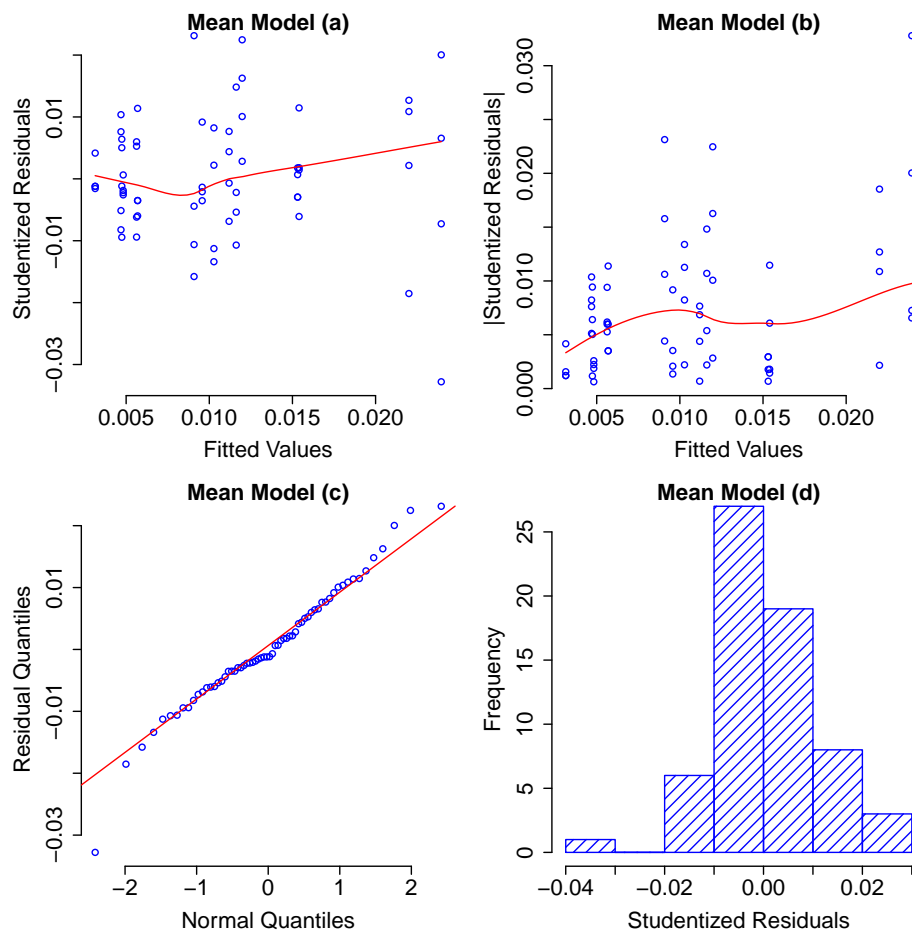 Mean Model (a)
Studentized Residuals
0.01
−0.01
−0.03
0.005 0.010 0.015 0.020
Fitted Values
Mean Model (b)
|Studentized Residuals|
0.030
0.020
0.010
0.000
0.005 0.010 0.015 0.020
Fitted Values
Mean Model (c)
Residual Quantiles
0.01
−0.01
−0.03
−2 −1 0 1 2
Normal Quantiles
Mean Model (d)
Frequency
25
20
15
10
5
0
−0.04 −0.02 0.00 0.02
Studentized Residuals